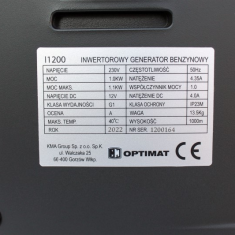 I1200 INWERTOROWY GENERATOR BENZYNOWY
NAPIĘCIE 230V CZĘSTOTLIWOŚĆ 50Hz
MOC 1.0KW NATĘŻENIE 4.35A
MOC MAKS. 1.1KW WSPÓŁCZYNNIK MOCY 1.0
NAPIĘCIE DC 12V NATĘŻENIE DC 4.0A
KLASA WYDAJNOŚCI G1 KLASA OCHRONY IP23M
OCENA A WAGA 13.5Kg
MAKS. TEMP 40°C WYSOKOŚĆ 1000m
ROK 2022 NR SER. 1200164
KMA Group Sp. z o.o. Sp.K
ul. Walczaka 25
66-400 Gorzów Wlkp.
OPTIMAT
CE